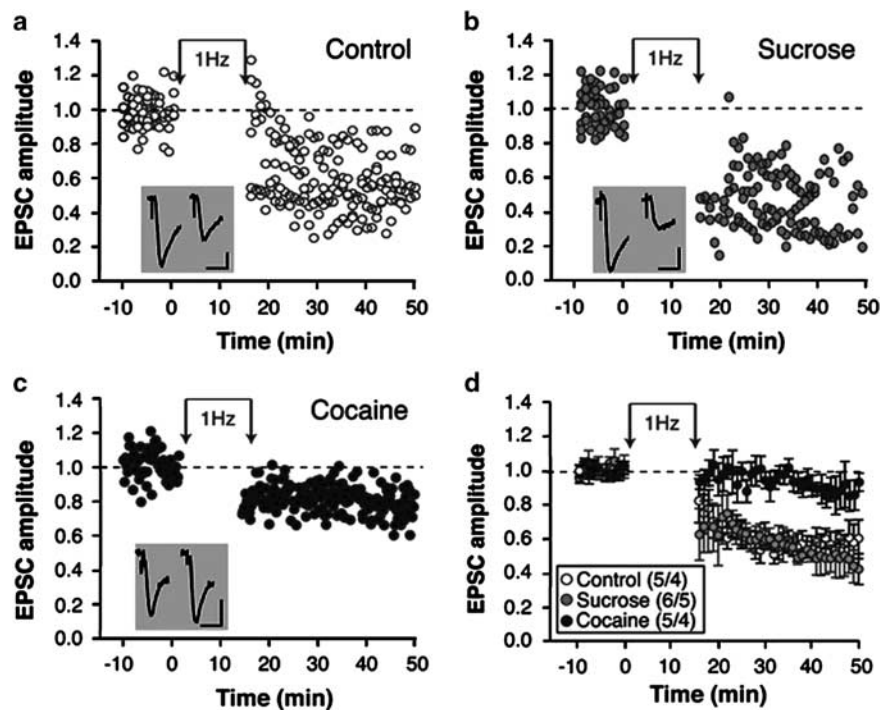 a
Control
1Hz
EPSC amplitude
1.4
1.2
1.0
0.8
0.6
0.4
0.2
0.0
-10 0 10 20 30 40 50
Time (min)
b
Sucrose
1Hz
EPSC amplitude
1.4
1.2
1.0
0.8
0.6
0.4
0.2
0.0
-10 0 10 20 30 40 50
Time (min)
c
Cocaine
1Hz
EPSC amplitude
1.4
1.2
1.0
0.8
0.6
0.4
0.2
0.0
-10 0 10 20 30 40 50
Time (min)
d
1Hz
EPSC amplitude
1.4
1.2
1.0
0.8
0.6
0.4
0.2
0.0
Control (5/4)
Sucrose (6/5)
Cocaine (5/4)
-10 0 10 20 30 40 50
Time (min)